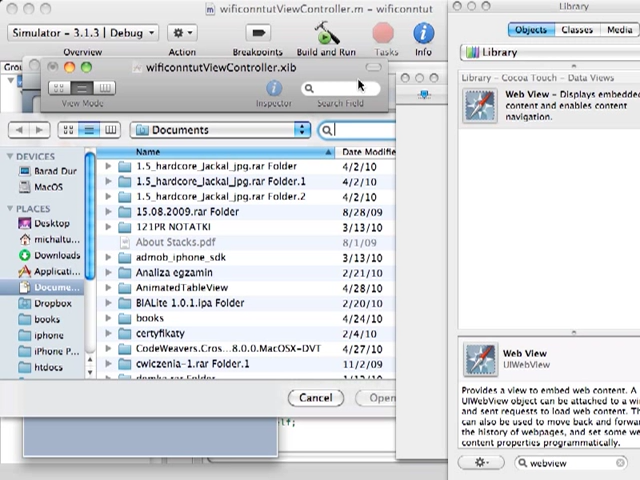 wificonntutViewController.m – wificonntut
Library
Simulator - 3.1.3 | Debug
Overview
Action
Breakpoints
Build and Run
Tasks
Info
Objects
Classes
Media
Library
Library – Cocoa Touch – Data Views
Web View – Displays embedded
content and enables content
navigation.
wificonntutViewController.xib
View Mode
Inspector
Search Field
Documents
Name
Date Modifie
DEVICES
Barad Dur
MacOS
PLACES
Desktop
michaltu...
Downloads
Applicati...
Docume...
Dropbox
books
iphone
iPhone P...
htdocs
1.5_hardcore_Jackal_jpg.rar Folder 4/2/10
1.5_hardcore_Jackal_jpg.rar Folder.1 4/2/10
1.5_hardcore_Jackal_jpg.rar Folder.2 4/2/10
15.08.2009.rar Folder 8/28/09
121PR NOTATKI 3/13/10
About Stacks.pdf 8/1/09
admob_iphone_sdk 3/13/10
Analiza egzamin 2/21/10
AnimatedTableView 4/28/10
BIALite 1.0.1.ipa Folder 2/20/10
books 4/24/10
certyfikaty 2/4/10
CodeWeavers.Cros...8.0.0.MacOSX-DVT 4/27/10
cwiczenia-1.rar Folder.1 11/2/09
Cancel
Open
Web View
UIWebView
Provides a view to embed web content. A
UIWebView object can be attached to a wi
and sent requests to load web content. Th
can also be used to move back and forwar
the history of webpages, and set some we
content properties programmatically.
webview